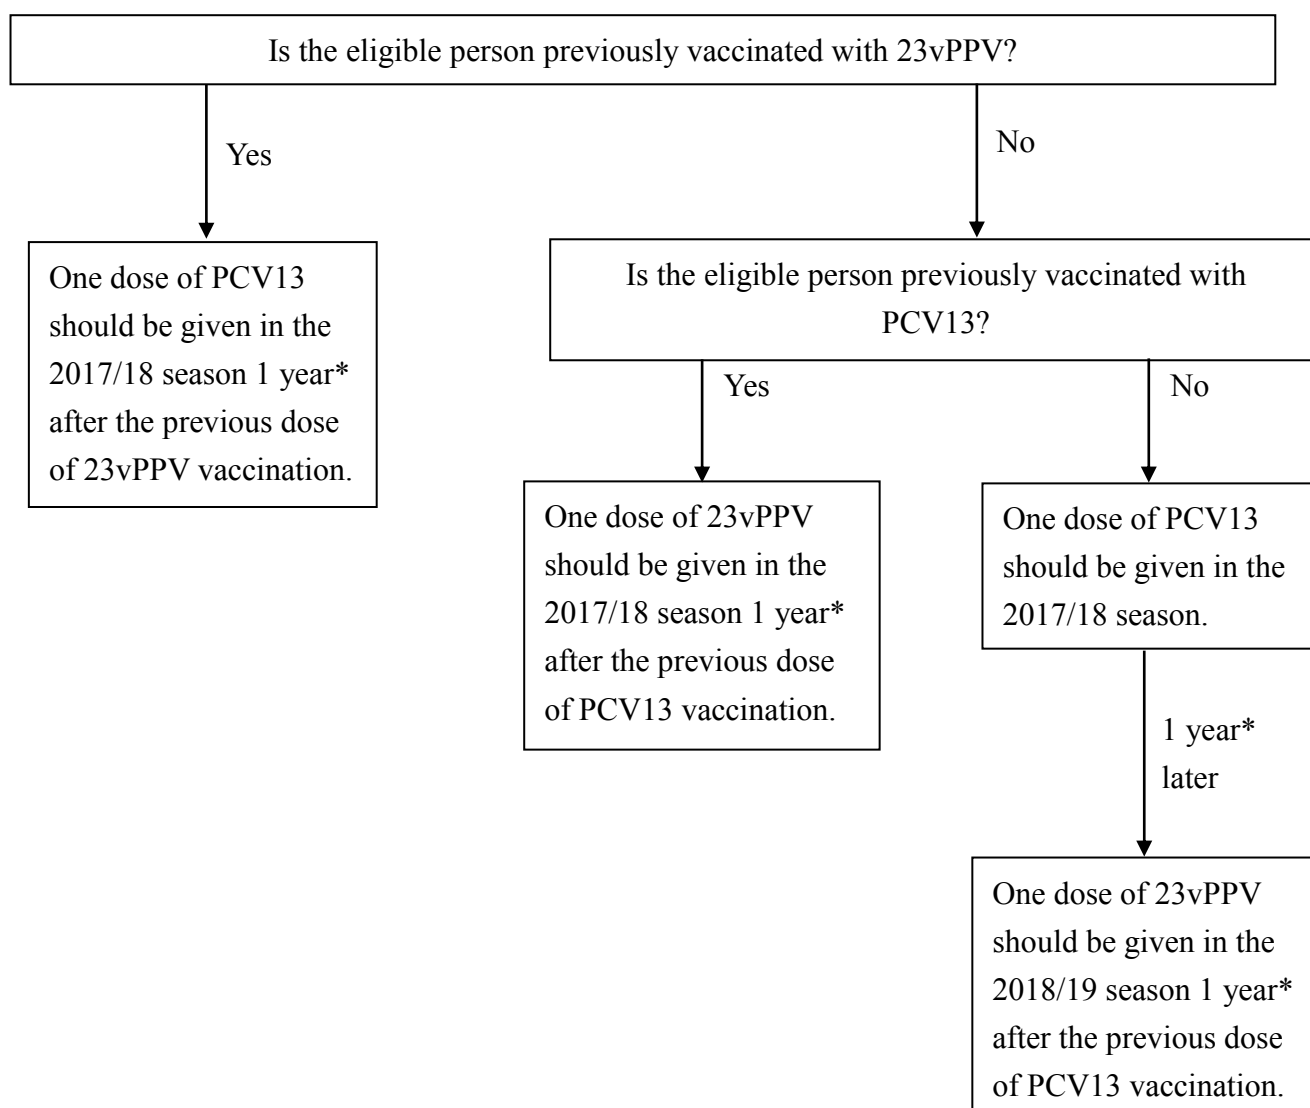 Is the eligible person previously vaccinated with 23vPPV?
Yes
No
One dose of PCV13
should be given in the
2017/18 season 1 year*
after the previous dose
of 23vPPV vaccination.
Is the eligible person previously vaccinated with
PCV13?
Yes
No
One dose of 23vPPV
should be given in the
2017/18 season 1 year*
after the previous dose
of PCV13 vaccination.
One dose of PCV13
should be given in the
2017/18 season.
1 year*
later
One dose of 23vPPV
should be given in the
2018/19 season 1 year*
after the previous dose
of PCV13 vaccination.